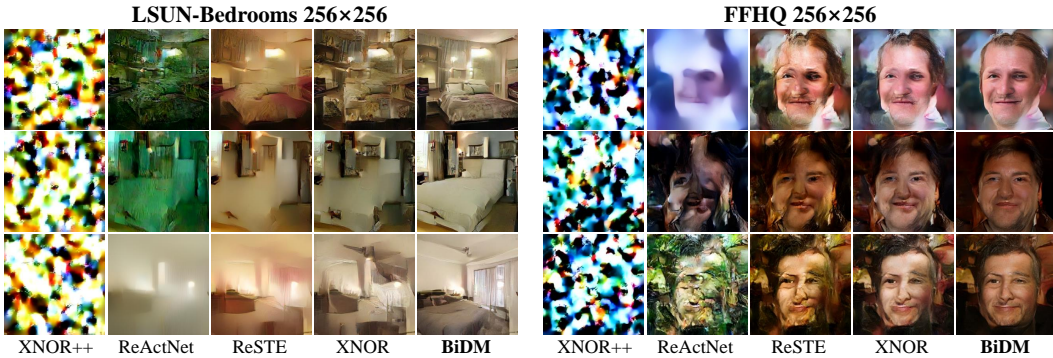 LSUN-Bedrooms 256×256
FFHQ 256×256
XNOR++ ReActNet ReSTE XNOR BiDM
XNOR++ ReActNet ReSTE XNOR BiDM